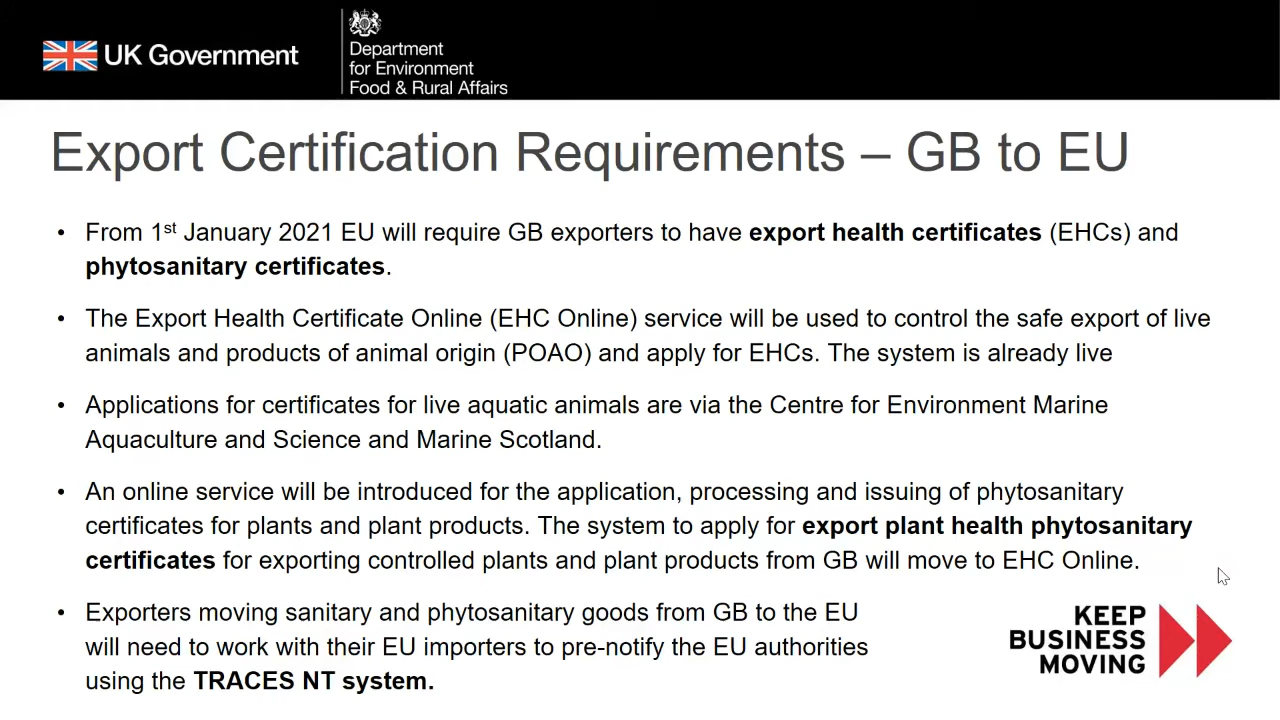 UK Government
Department
for Environment
Food & Rural Affairs
Export Certification Requirements – GB to EU
• From 1st January 2021 EU will require GB exporters to have export health certificates (EHCs) and
phytosanitary certificates.
• The Export Health Certificate Online (EHC Online) service will be used to control the safe export of live
animals and products of animal origin (POAO) and apply for EHCs. The system is already live
• Applications for certificates for live aquatic animals are via the Centre for Environment Marine
Aquaculture and Science and Marine Scotland.
• An online service will be introduced for the application, processing and issuing of phytosanitary
certificates for plants and plant products. The system to apply for export plant health phytosanitary
certificates for exporting controlled plants and plant products from GB will move to EHC Online.
• Exporters moving sanitary and phytosanitary goods from GB to the EU
will need to work with their EU importers to pre-notify the EU authorities
using the TRACES NT system.
KEEP
BUSINESS
MOVING